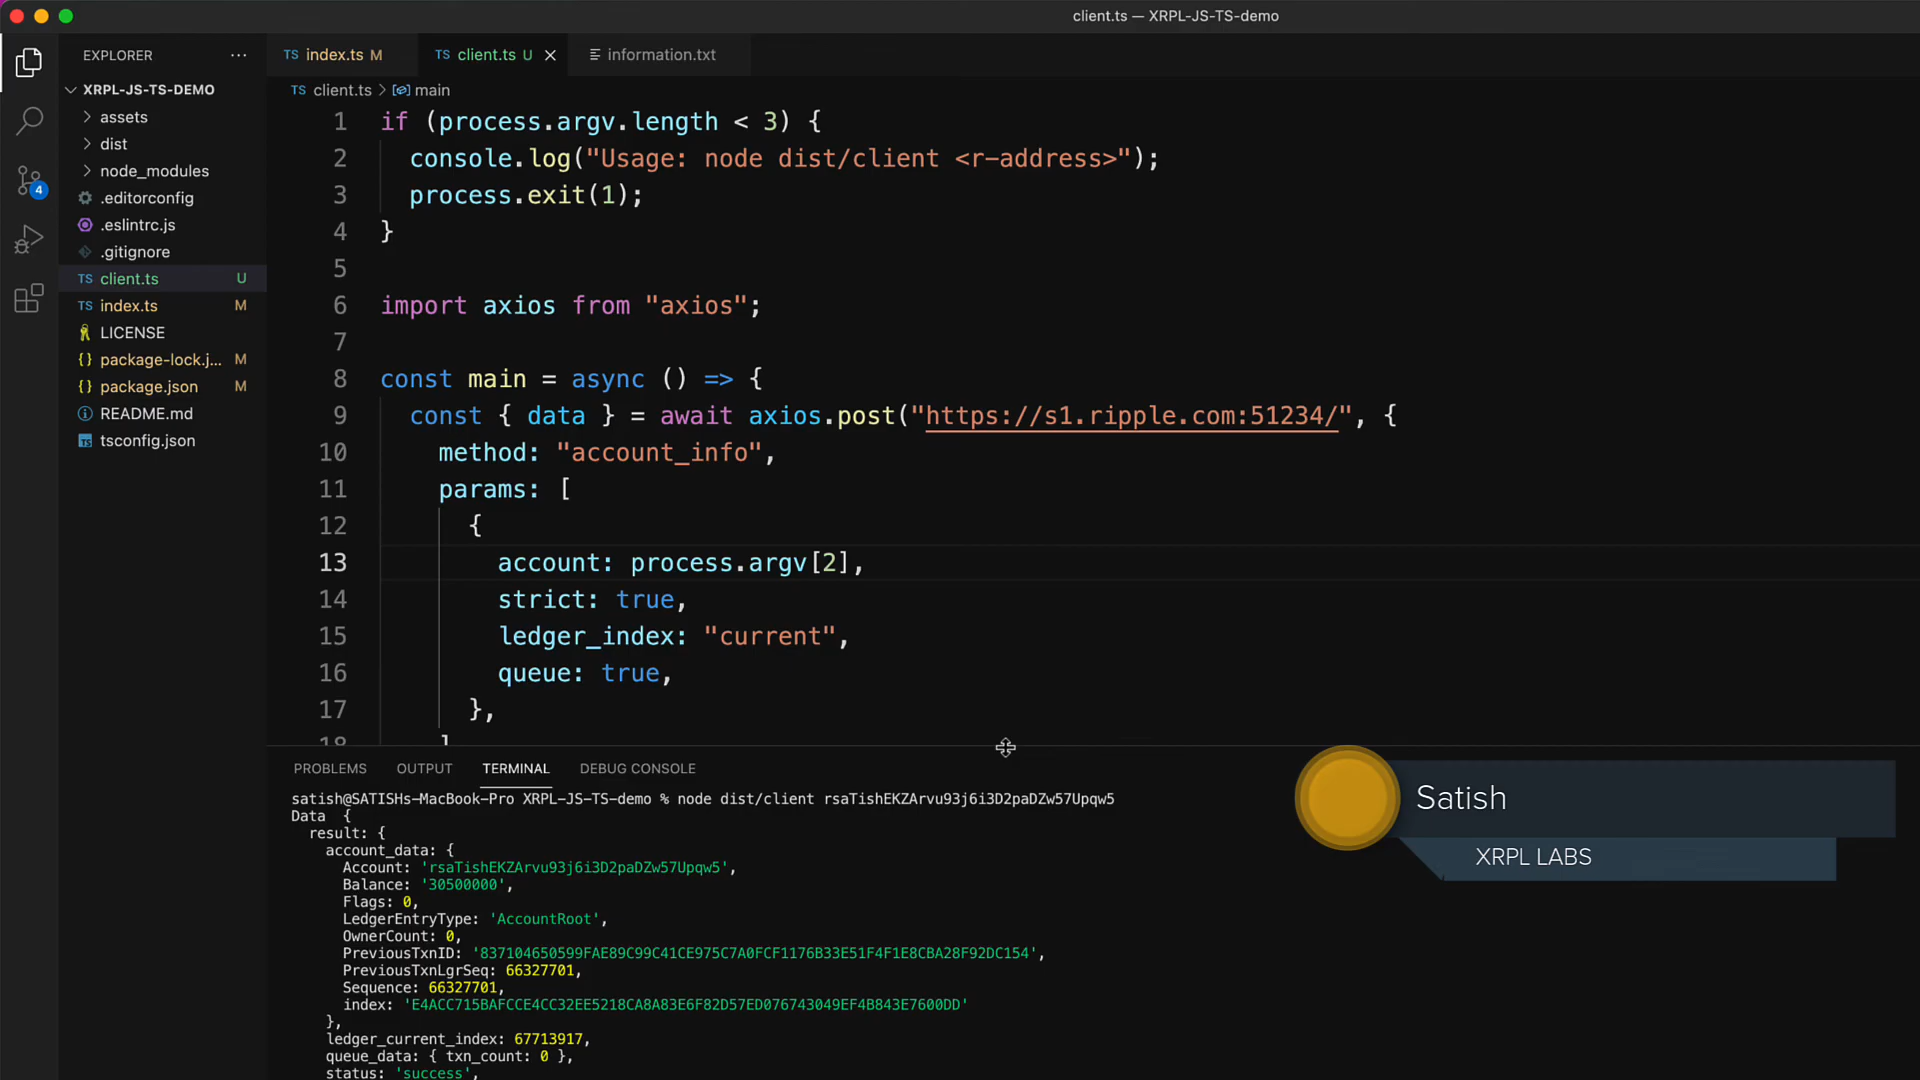 client.ts — XRPL-JS-TS-demo
EXPLORER
TS index.ts M
TS client.ts U
information.txt
XRPL-JS-TS-DEMO
TS client.ts > main
assets
dist
node_modules
.editorconfig
.eslintrc.js
.gitignore
TS client.ts U
TS index.ts M
LICENSE
{} package-lock.j... M
{} package.json M
README.md
TS tsconfig.json
4
1 if (process.argv.length < 3) {
2 console.log("Usage: node dist/client <r-address>");
3 process.exit(1);
4 }
5
6 import axios from "axios";
7
8 const main = async () => {
9 const { data } = await axios.post("https://s1.ripple.com:51234/", {
10 method: "account_info",
11 params: [
12 {
13 account: process.argv[2],
14 strict: true,
15 ledger_index: "current",
16 queue: true,
17 },
18 ]
PROBLEMS OUTPUT TERMINAL DEBUG CONSOLE
satish@SATISHs-MacBook-Pro XRPL-JS-TS-demo % node dist/client rsaTishEKZArvu93j6i3D2paDZw57Upqw5
Data {
result: {
account_data: {
Account: 'rsaTishEKZArvu93j6i3D2paDZw57Upqw5',
Balance: '30500000',
Flags: 0,
LedgerEntryType: 'AccountRoot',
OwnerCount: 0,
PreviousTxnID: '837104650599FAE89C99C41CE975C7A0FCF1176B33E51F4F1E8CBA28F92DC154',
PreviousTxnLgrSeq: 66327701,
Sequence: 66327701,
index: 'E4ACC715BAFCCE4CC32EE5218CA8A83E6F82D57ED076743049EF4B843E7600DD'
},
ledger_current_index: 67713917,
queue_data: { txn_count: 0 },
status: 'success',
Satish
XRPL LABS